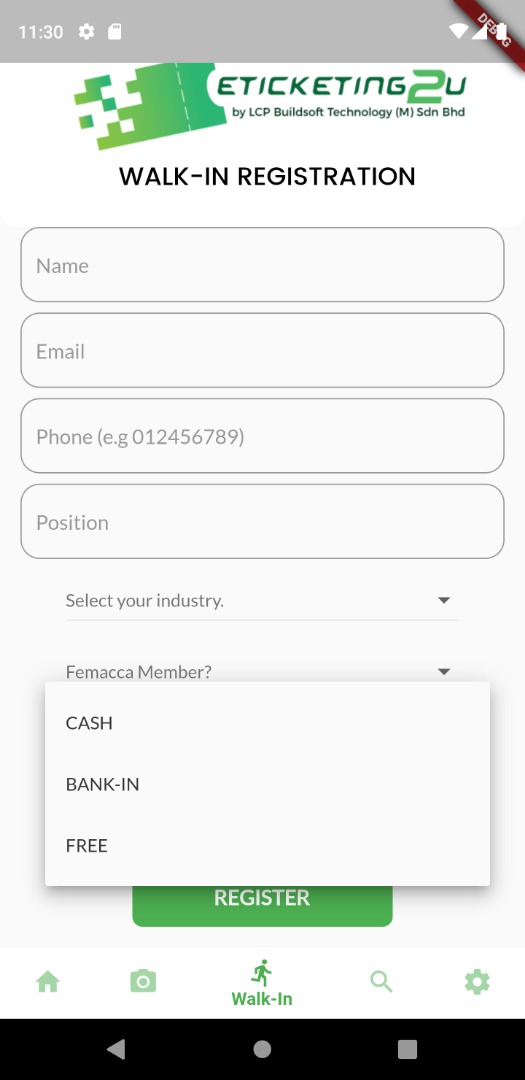 11:30
DEBUG
ETICKETING2U
by LCP Buildsoft Technology (M) Sdn Bhd
WALK-IN REGISTRATION
Name
Email
Phone (e.g 012456789)
Position
Select your industry.
Femacca Member?
CASH
BANK-IN
FREE
REGISTER
Walk-In